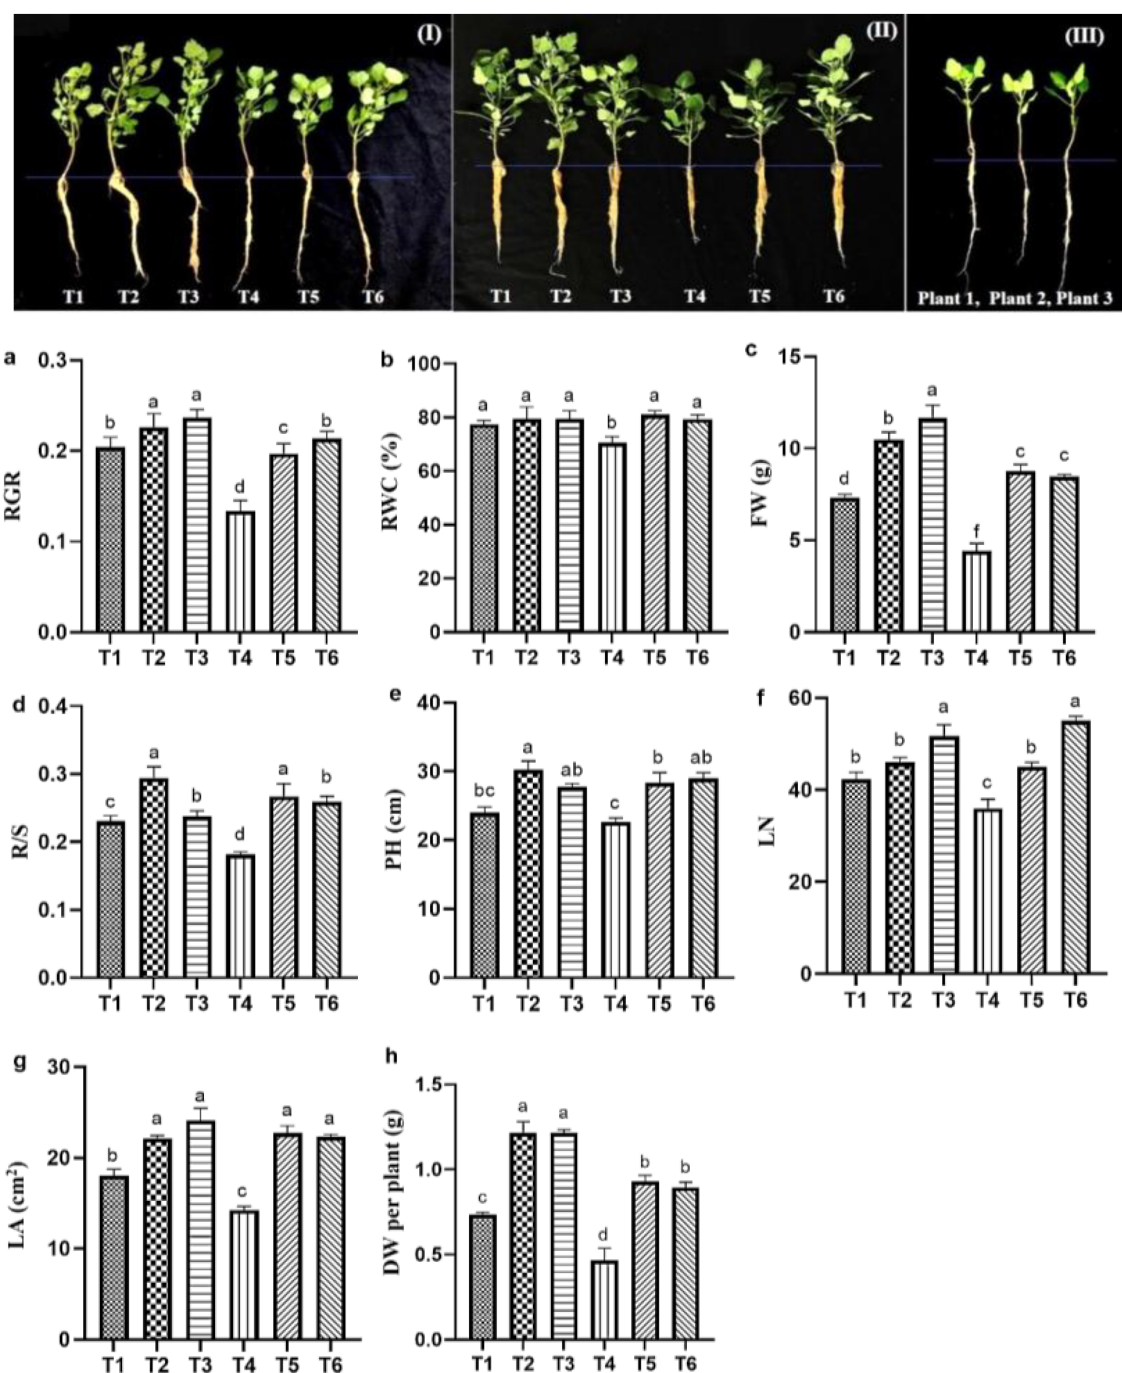 (I) (II) (III)
T1 T2 T3 T4 T5 T6 T1 T2 T3 T4 T5 T6 Plant 1, Plant 2, Plant 3
a
RGR
0.3
0.2
0.1
0.0
b a a d c b
T1 T2 T3 T4 T5 T6
b
RWC (%)
100
80
60
40
20
0
a a a b a a
T1 T2 T3 T4 T5 T6
c
FW (g)
15
10
5
0
d b a f c c
T1 T2 T3 T4 T5 T6
d
R/S
0.4
0.3
0.2
0.1
0.0
c a b d a b
T1 T2 T3 T4 T5 T6
e
PH (cm)
40
30
20
10
0
bc a ab c b ab
T1 T2 T3 T4 T5 T6
f
LN
60
40
20
0
b b a c b a
T1 T2 T3 T4 T5 T6
g
LA (cm²)
30
20
10
0
b a a c a a
T1 T2 T3 T4 T5 T6
h
DW per plant (g)
1.5
1.0
0.5
0.0
c a a d b b
T1 T2 T3 T4 T5 T6